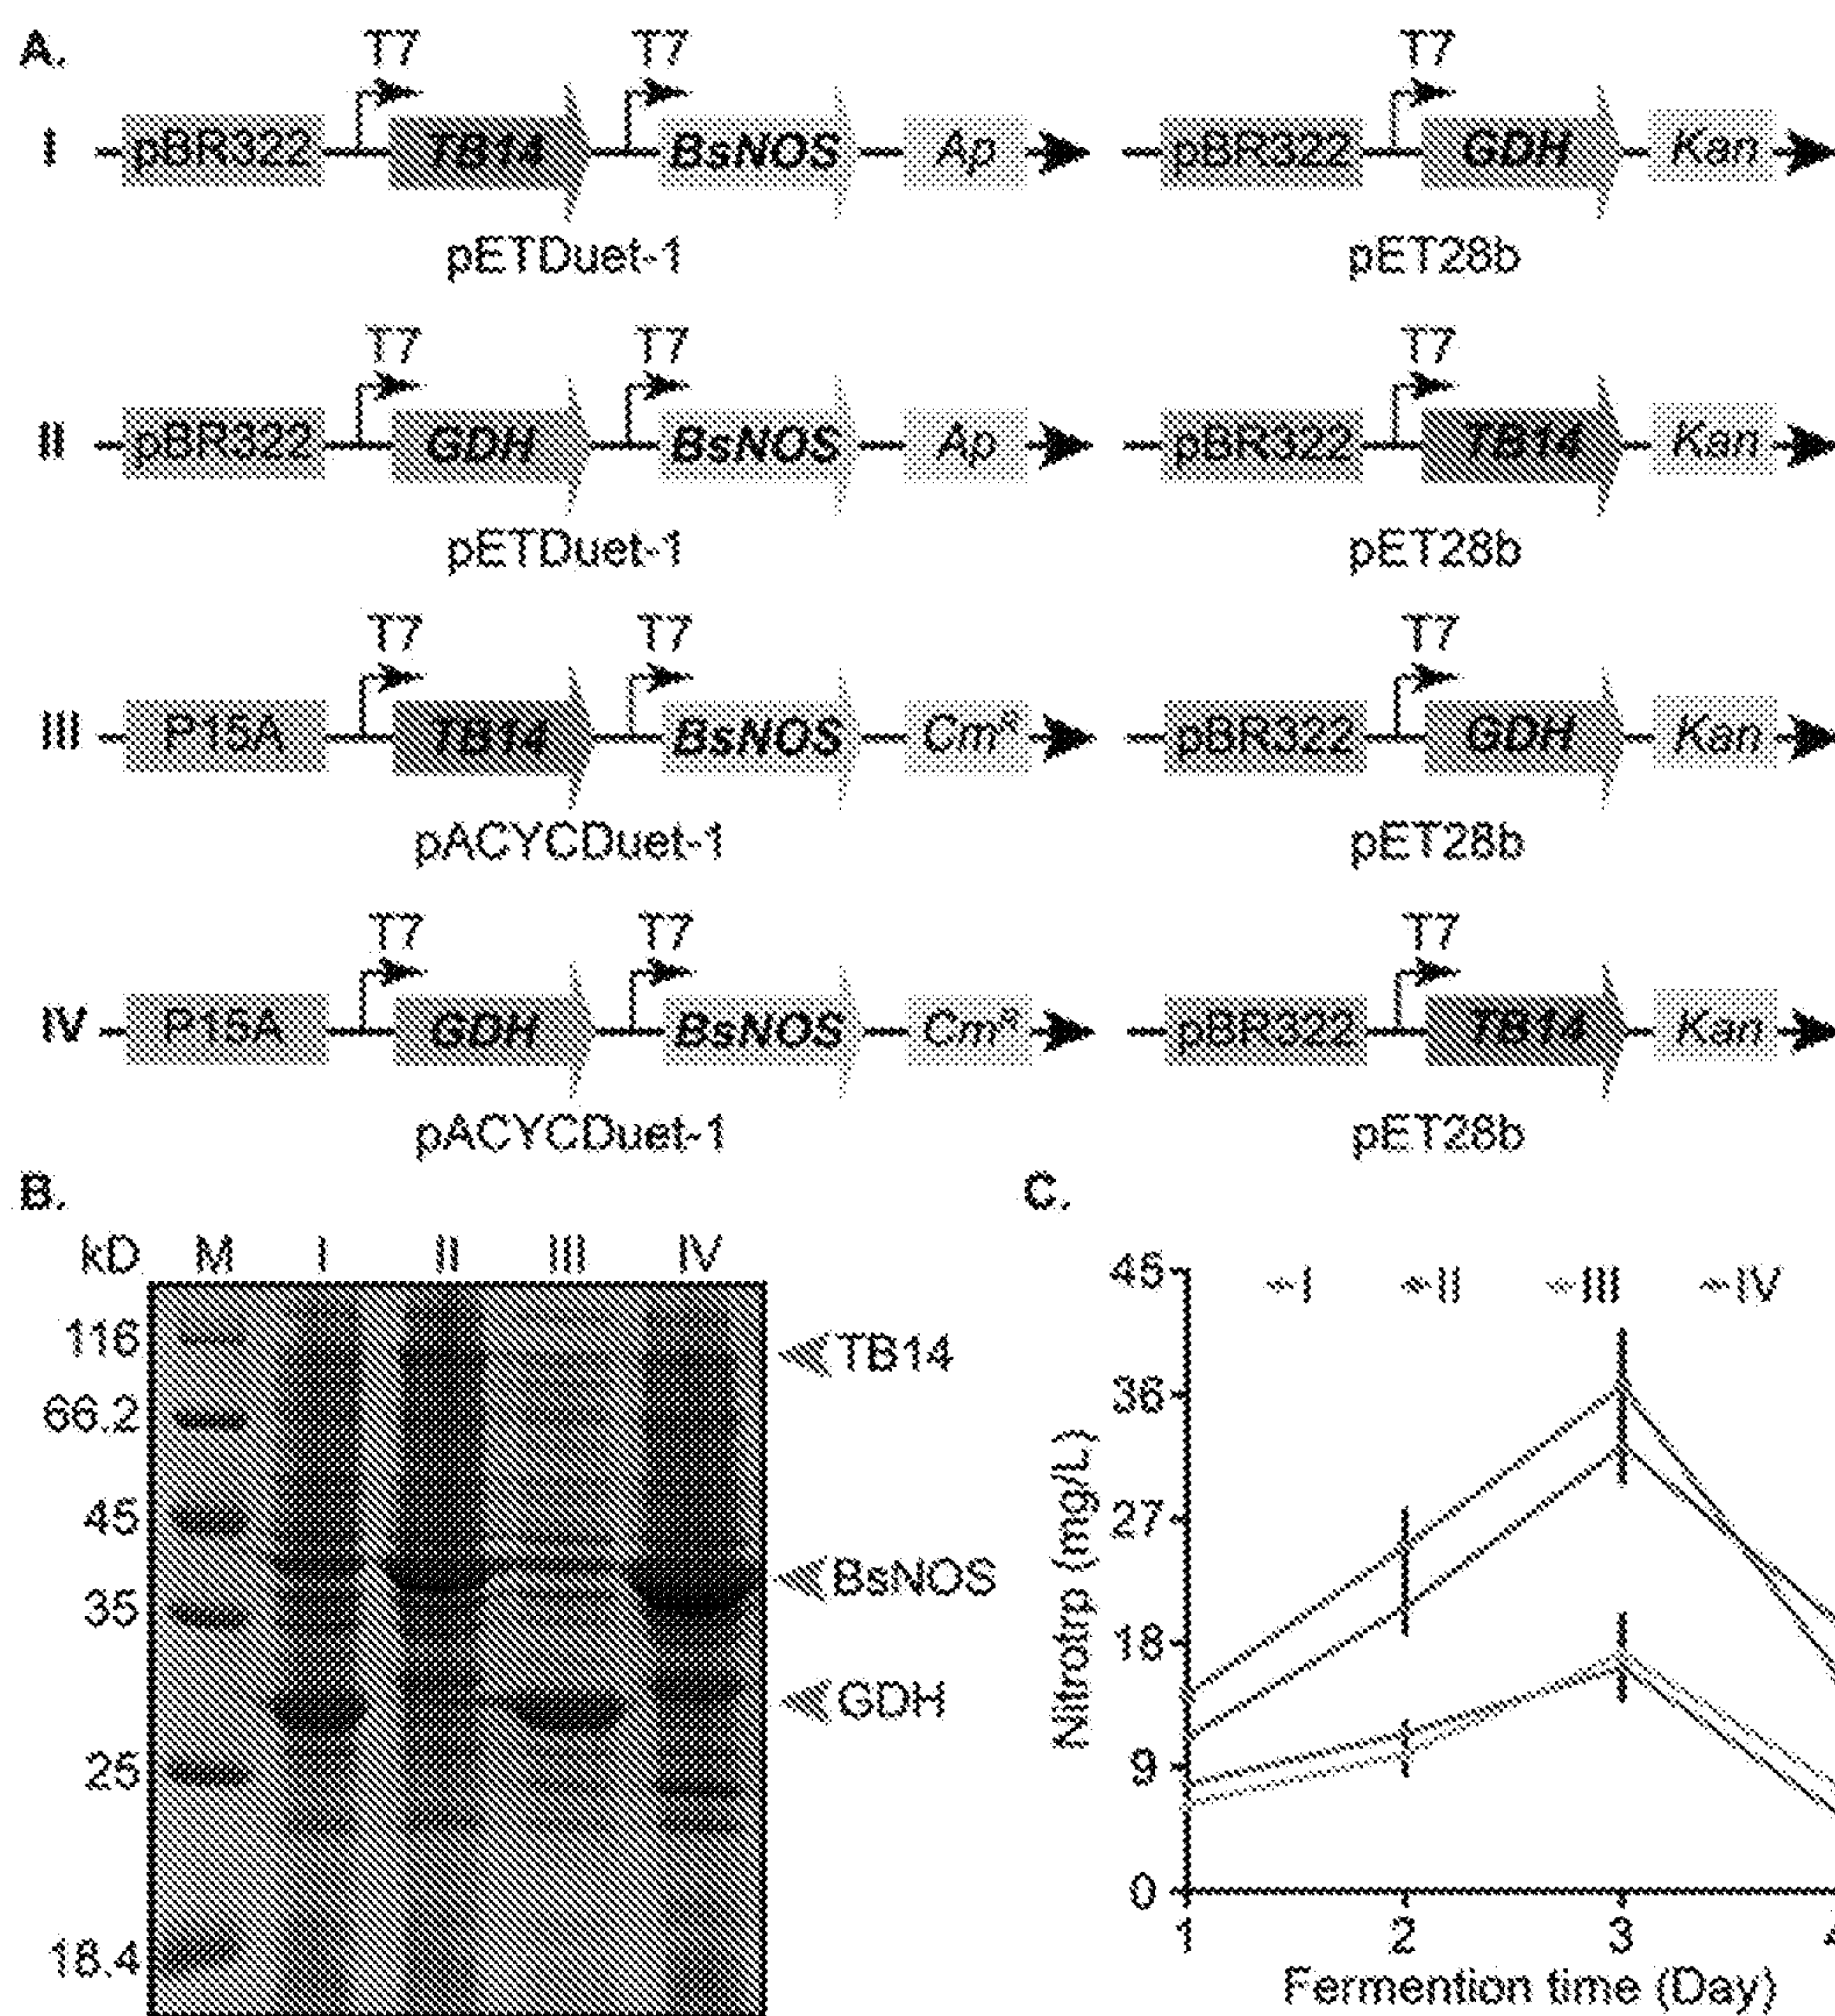 A.
T7 T7 T7
I pBR322 TB14 BsNOS Ap pBR322 GDH Kan
pETDuet-1 pET28b
T7 T7 T7
II pBR322 GDH BsNOS Ap pBR322 TB14 Kan
pETDuet-1 pET28b
T7 T7 T7
III P15A TB14 BsNOS Cm^R pBR322 GDH Kan
pACYCDuet-1 pET28b
T7 T7 T7
IV P15A GDH BsNOS Cm^R pBR322 TB14 Kan
pACYCDuet-1 pET28b
B.
kD M I II III IV
116
66.2
45
35
25
18.4
TB14
BsNOS
GDH
C.
I II III IV
45
36
27
18
9
0
Nitrotrp (mg/L)
1 2 3 4
Fermention time (Day)